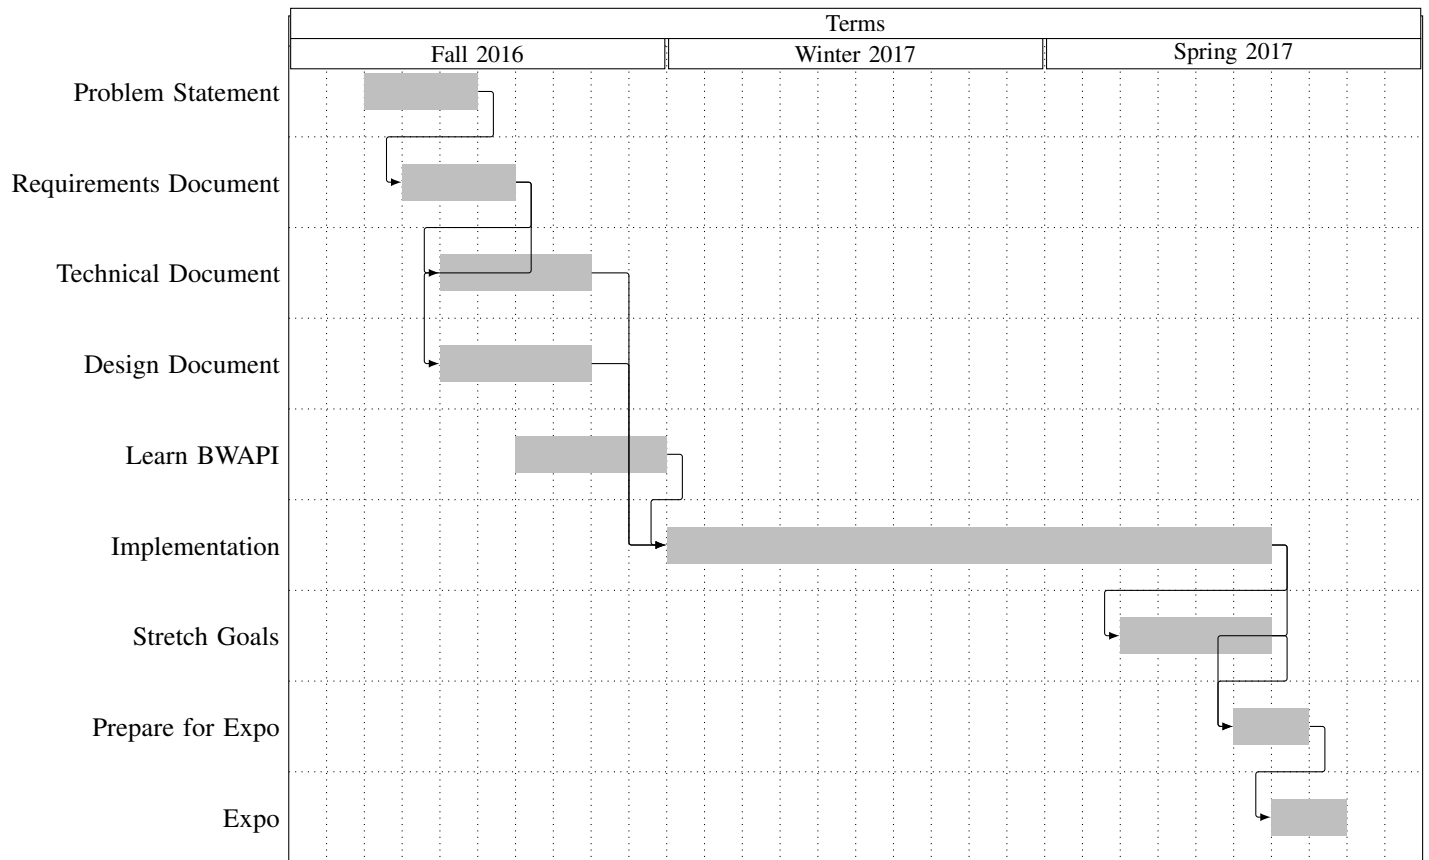 Terms
Fall 2016
Winter 2017
Spring 2017
Problem Statement
Requirements Document
Technical Document
Design Document
Learn BWAPI
Implementation
Stretch Goals
Prepare for Expo
Expo